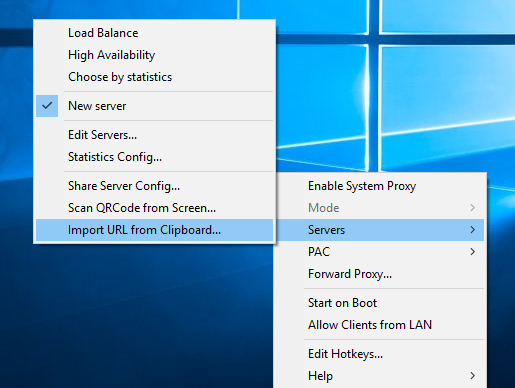 Load Balance
High Availability
Choose by statistics
New server
Edit Servers...
Statistics Config...
Share Server Config...
Scan QRCode from Screen...
Import URL from Clipboard...
Enable System Proxy
Mode
Servers
PAC
Forward Proxy...
Start on Boot
Allow Clients from LAN
Edit Hotkeys...
Help